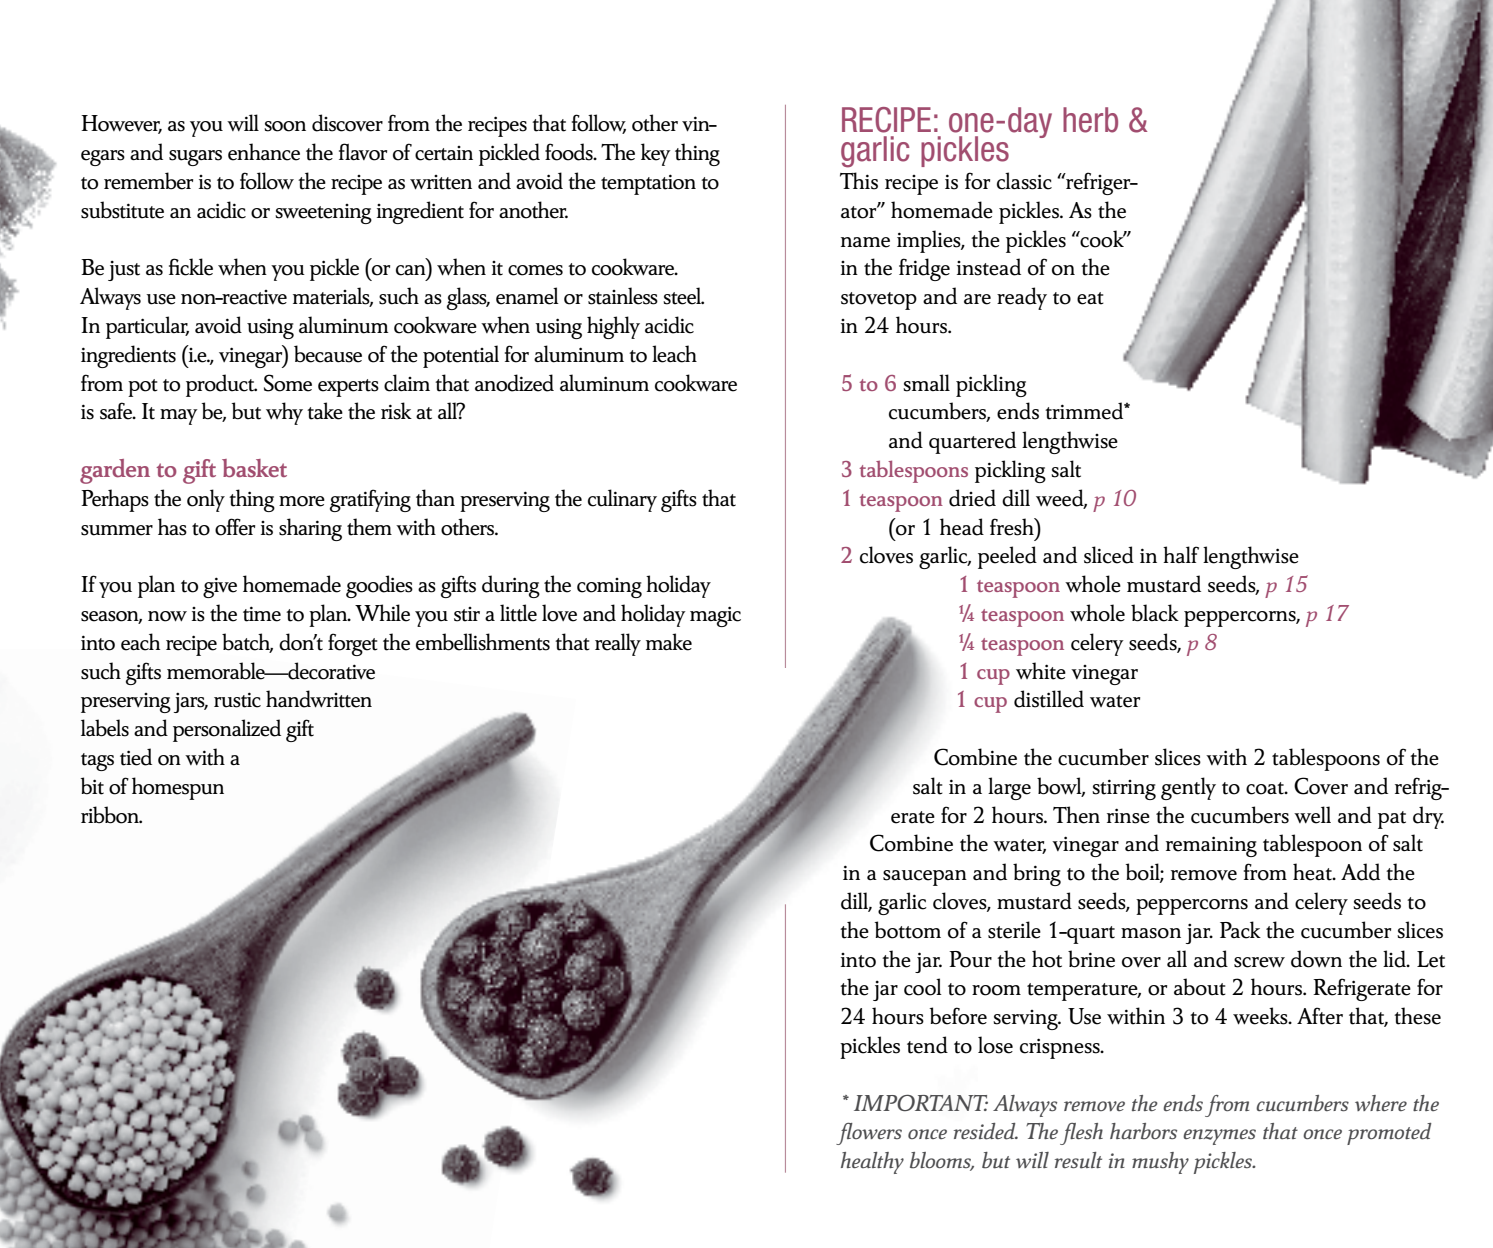 However, as you will soon discover from the recipes that follow, other vin-
egars and sugars enhance the flavor of certain pickled foods. The key thing
to remember is to follow the recipe as written and avoid the temptation to
substitute an acidic or sweetening ingredient for another.
Be just as fickle when you pickle (or can) when it comes to cookware.
Always use non-reactive materials, such as glass, enamel or stainless steel.
In particular, avoid using aluminum cookware when using highly acidic
ingredients (i.e., vinegar) because of the potential for aluminum to leach
from pot to product. Some experts claim that anodized aluminum cookware
is safe. It may be, but why take the risk at all?
garden to gift basket
Perhaps the only thing more gratifying than preserving the culinary gifts that
summer has to offer is sharing them with others.
If you plan to give homemade goodies as gifts during the coming holiday
season, now is the time to plan. While you stir a little love and holiday magic
into each recipe batch, don't forget the embellishments that really make
such gifts memorable—decorative
preserving jars, rustic handwritten
labels and personalized gift
tags tied on with a
bit of homespun
ribbon.
RECIPE: one-day herb &
garlic pickles
This recipe is for classic “refriger-
ator” homemade pickles. As the
name implies, the pickles “cook”
in the fridge instead of on the
stovetop and are ready to eat
in 24 hours.
5 to 6 small pickling
cucumbers, ends trimmed*
and quartered lengthwise
3 tablespoons pickling salt
1 teaspoon dried dill weed, p 10
(or 1 head fresh)
2 cloves garlic, peeled and sliced in half lengthwise
1 teaspoon whole mustard seeds, p 15
¼ teaspoon whole black peppercorns, p 17
¼ teaspoon celery seeds, p 8
1 cup white vinegar
1 cup distilled water
Combine the cucumber slices with 2 tablespoons of the
salt in a large bowl, stirring gently to coat. Cover and refrig-
erate for 2 hours. Then rinse the cucumbers well and pat dry.
Combine the water, vinegar and remaining tablespoon of salt
in a saucepan and bring to the boil; remove from heat. Add the
dill, garlic cloves, mustard seeds, peppercorns and celery seeds to
the bottom of a sterile 1-quart mason jar. Pack the cucumber slices
into the jar. Pour the hot brine over all and screw down the lid. Let
the jar cool to room temperature, or about 2 hours. Refrigerate for
24 hours before serving. Use within 3 to 4 weeks. After that, these
pickles tend to lose crispness.
* IMPORTANT: Always remove the ends from cucumbers where the
flowers once resided. The flesh harbors enzymes that once promoted
healthy blooms, but will result in mushy pickles.